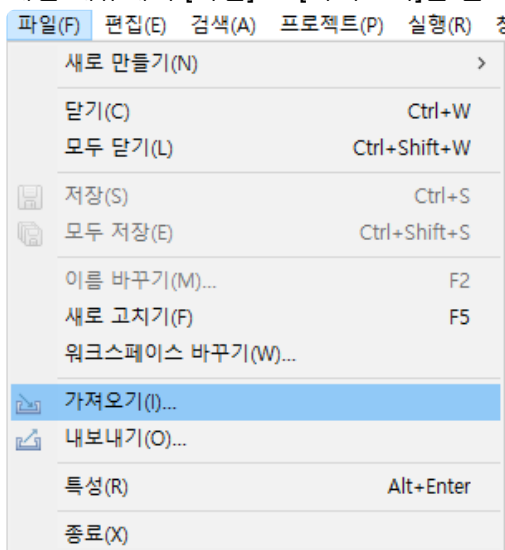 파일(F) 편집(E) 검색(A) 프로젝트(P) 실행(R)
새로 만들기(N) >
닫기(C) Ctrl+W
모두 닫기(L) Ctrl+Shift+W
저장(S) Ctrl+S
모두 저장(E) Ctrl+Shift+S
이름 바꾸기(M)... F2
새로 고치기(F) F5
워크스페이스 바꾸기(W)...
가져오기(I)...
내보내기(O)...
특성(R) Alt+Enter
종료(X)